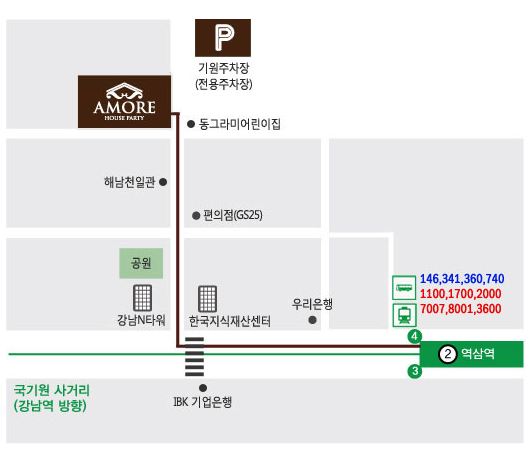 P
기원주차장
(전용주차장)
AMORE
HOUSE PARTY
동그라미어린이집
해남천일관
편의점(GS25)
공원
강남N타워
한국지식재산센터
우리은행
146,341,360,740
1100,1700,2000
7007,8001,3600
4
2 역삼역
3
국기원 사거리
(강남역 방향)
IBK 기업은행